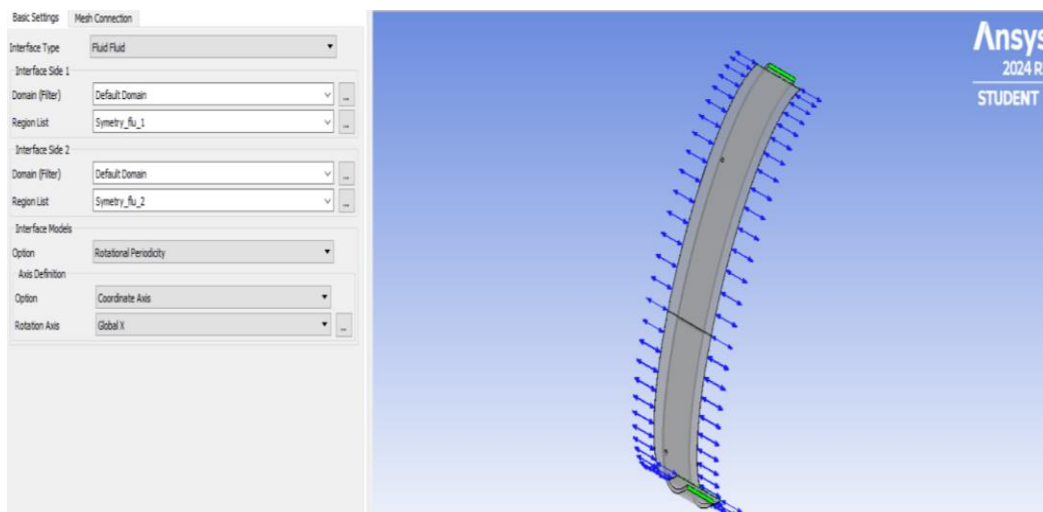 Basic Settings Mesh Connection
Interface Type Fluid Fluid
Interface Side 1
Domain (Filter) Default Domain ...
Region List Symetry_flu_1 ...
Interface Side 2
Domain (Filter) Default Domain ...
Region List Symetry_flu_2 ...
Interface Models
Option Rotational Periodicity
Axis Definition
Option Coordinate Axis
Rotation Axis Global X ...
Ansys
2024 R
STUDENT